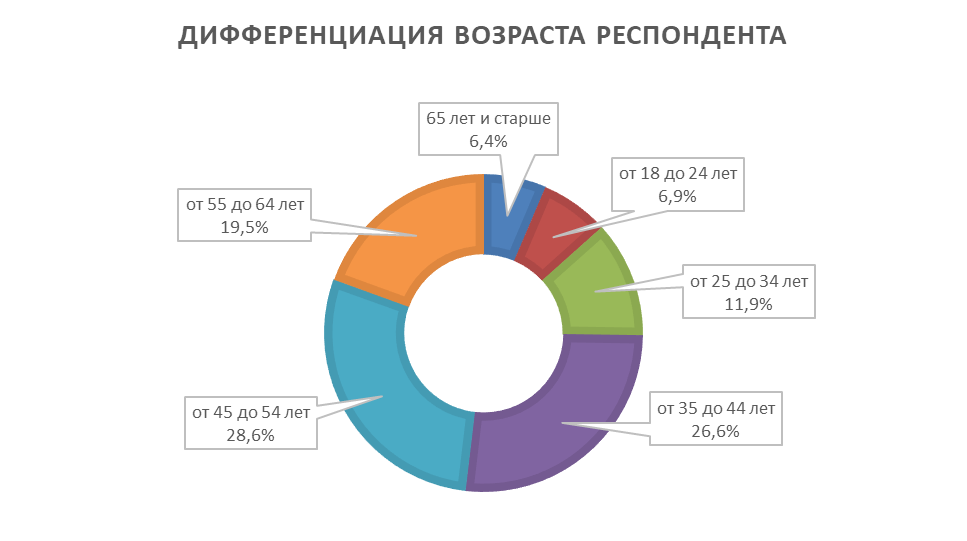 ДИФФЕРЕНЦИАЦИЯ ВОЗРАСТА РЕСПОНДЕНТА
65 лет и старше
6,4%
от 18 до 24 лет
6,9%
от 25 до 34 лет
11,9%
от 35 до 44 лет
26,6%
от 45 до 54 лет
28,6%
от 55 до 64 лет
19,5%